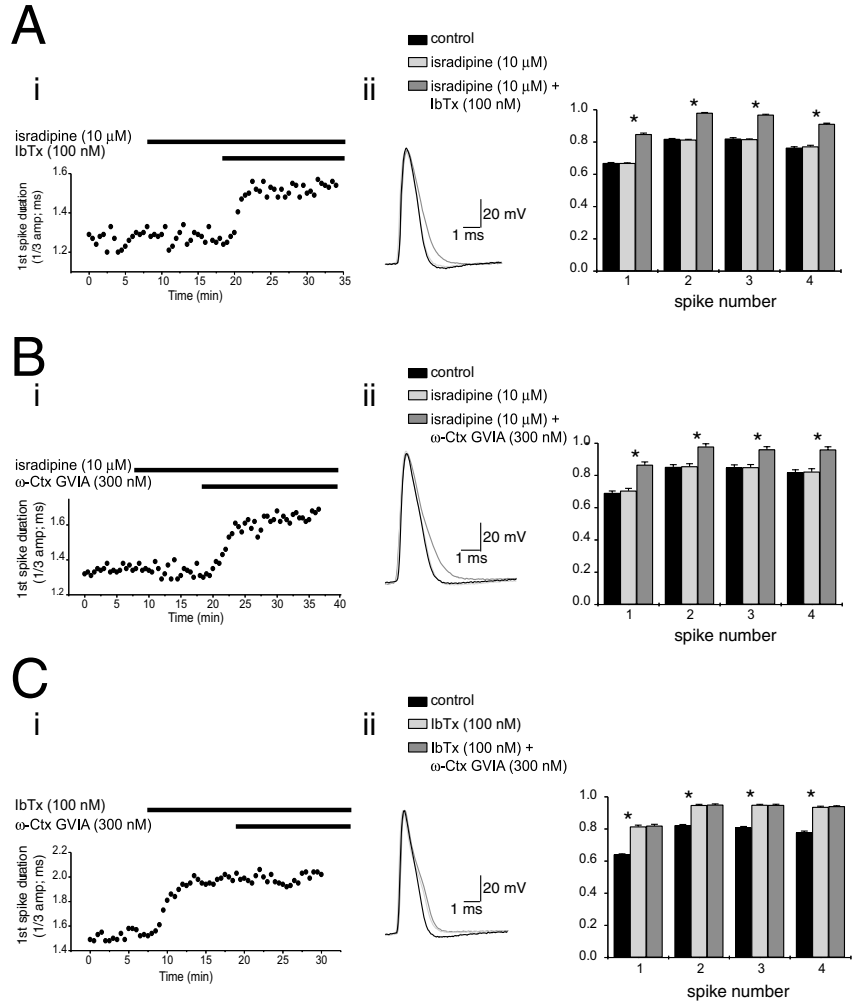 A
i
isradipine (10 μM)
IbTx (100 nM)
1st spike duration
(1/3 amp; ms)
1.6
1.4
1.2
0 5 10 15 20 25 30 35
Time (min)
ii
control
isradipine (10 μM)
isradipine (10 μM) +
IbTx (100 nM)
20 mV
1 ms
1.0
0.8
0.6
0.4
0.2
0.0
* * * *
1 2 3 4
spike number
B
i
isradipine (10 μM)
ω-Ctx GVIA (300 nM)
1st spike duration
(1/3 amp; ms)
1.6
1.4
1.2
0 5 10 15 20 25 30 35 40
Time (min)
ii
control
isradipine (10 μM)
isradipine (10 μM) +
ω-Ctx GVIA (300 nM)
20 mV
1 ms
1.0
0.8
0.6
0.4
0.2
0.0
* * * *
1 2 3 4
spike number
C
i
IbTx (100 nM)
ω-Ctx GVIA (300 nM)
1st spike duration
(1/3 amp; ms)
2.2
2.0
1.8
1.6
1.4
0 5 10 15 20 25 30
Time (min)
ii
control
IbTx (100 nM)
IbTx (100 nM) +
ω-Ctx GVIA (300 nM)
20 mV
1 ms
1.0
0.8
0.6
0.4
0.2
0.0
* * * *
1 2 3 4
spike number